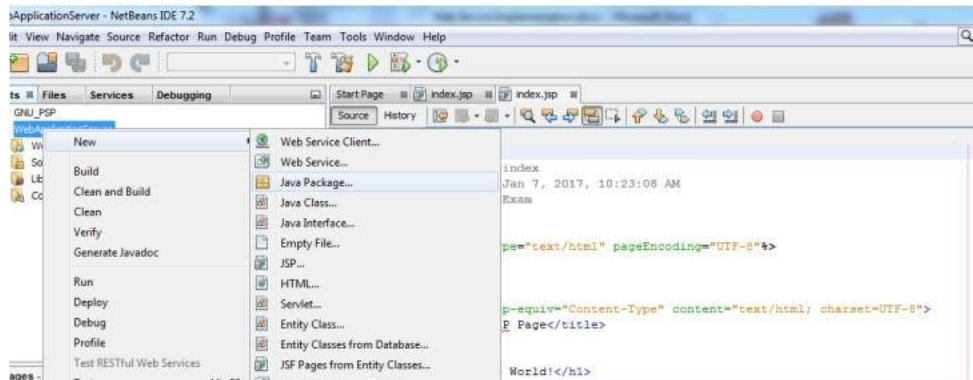 bApplicationServer - NetBeans IDE 7.2
it View Navigate Source Refactor Run Debug Profile Team Tools Window Help
ts Files Services Debugging
Start Page index.jsp index.jsp
GNU_PSP
Source History
WebApplicationServer
New
Build
Clean and Build
Clean
Verify
Generate Javadoc
Run
Deploy
Debug
Profile
Test RESTful Web Services
Web Service Client...
Web Service...
Java Package...
Java Class...
Java Interface...
Empty File...
JSP...
HTML...
Servlet...
Entity Class...
Entity Classes from Database...
JSF Pages from Entity Classes...
index
Jan 7, 2017, 10:23:08 AM
Exam
pe="text/html" pageEncoding="UTF-8"%>
p-equiv="Content-Type" content="text/html; charset=UTF-8">
P Page</title>
World!</h1>
ages -